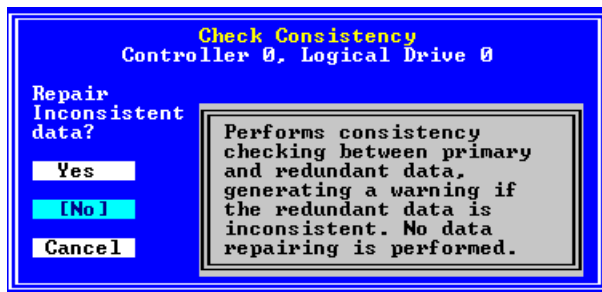 Check Consistency
Controller 0, Logical Drive 0
Repair
Inconsistent
data?
Yes
[No]
Cancel
Performs consistency
checking between primary
and redundant data,
generating a warning if
the redundant data is
inconsistent. No data
repairing is performed.